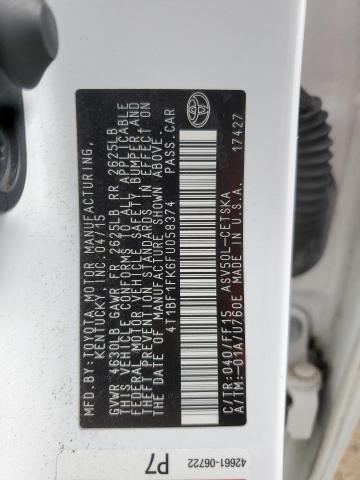 MFD.BY:TOYOTA MOTOR MANUFACTURING,
KENTUCKY, INC. 04/15
GVWR 4630LB GAWR FR 2620LB RR 2625LB
THIS VEHICLE CONFORMS TO ALL APPLICABLE
FEDERAL MOTOR VEHICLE SAFETY, BUMPER, AND
THEFT PREVENTION STANDARDS IN EFFECT ON
THE DATE OF MANUFACTURE SHOWN ABOVE.
4T1BF1FK6FU058374 PASS.CAR
C/TR:040/FF15 ASV50L-CETSKA
A/TM:-01A/U760E MADE IN U.S.A. 17427
42661-06722
P7